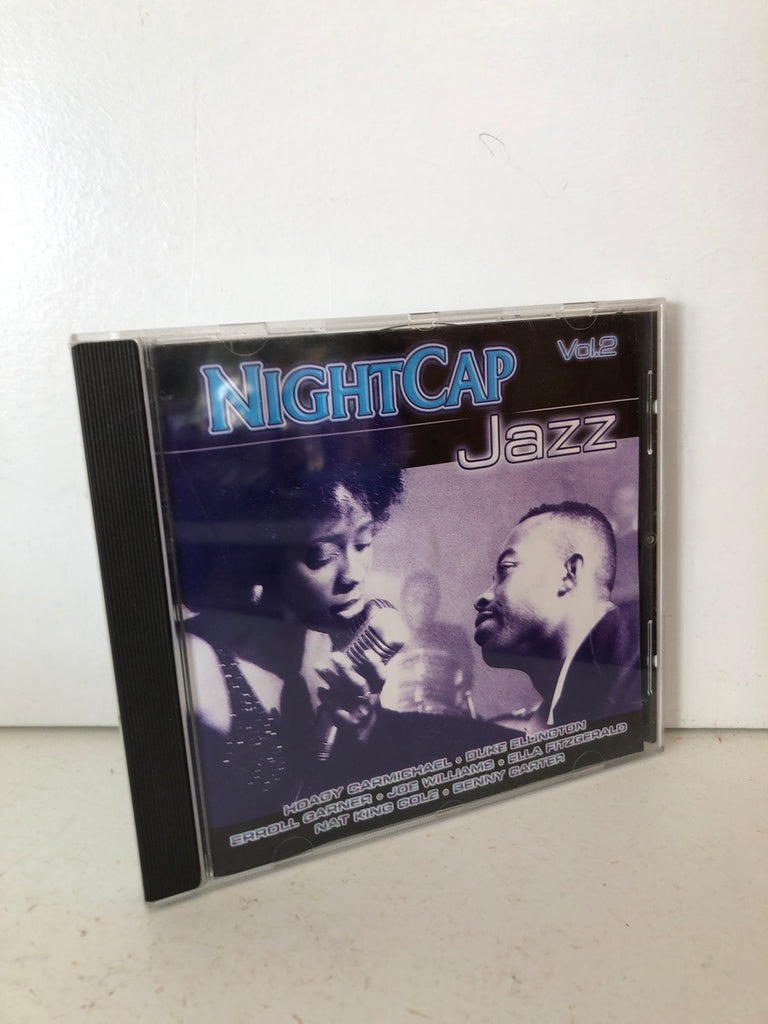 NIGHTCAP
Vol.2
Jazz
HOAGY CARMICHAEL • DUKE ELLINGTON
ERROLL GARNER • JOE WILLIAMS • ELLA FITZGERALD
NAT KING COLE • BENNY CARTER